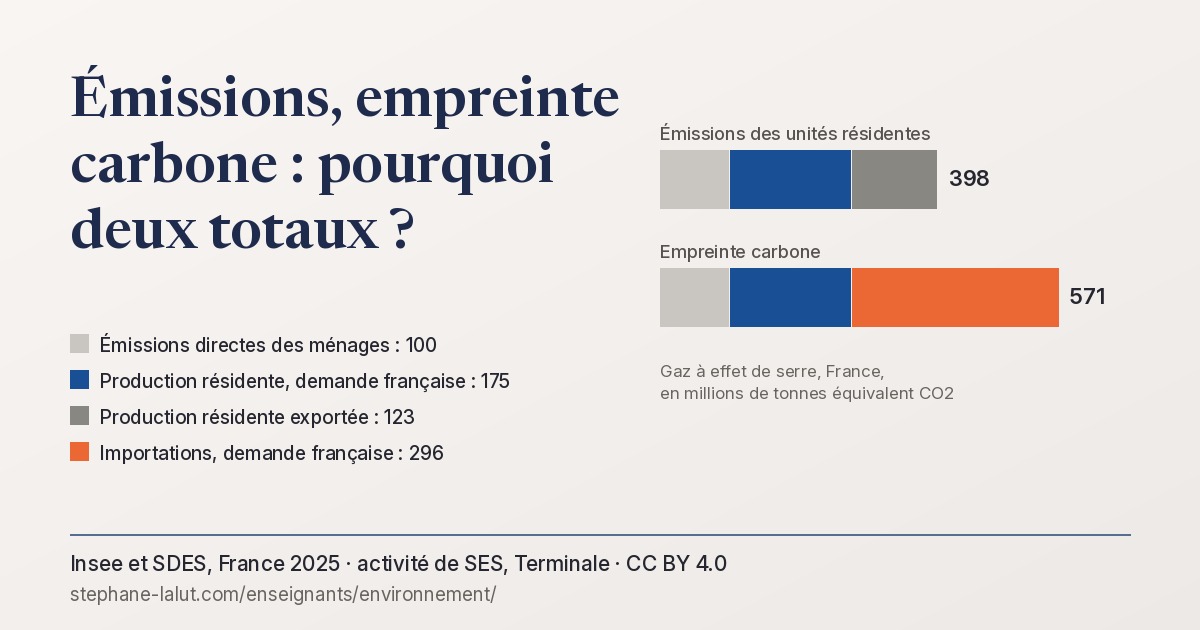 Émissions, empreinte
carbone : pourquoi
deux totaux ?
Émissions directes des ménages : 100
Production résidente, demande française : 175
Production résidente exportée : 123
Importations, demande française : 296
Émissions des unités résidentes
398
Empreinte carbone
571
Gaz à effet de serre, France,
en millions de tonnes équivalent CO2
Insee et SDES, France 2025 · activité de SES, Terminale · CC BY 4.0
stephane-lalut.com/enseignants/environnement/